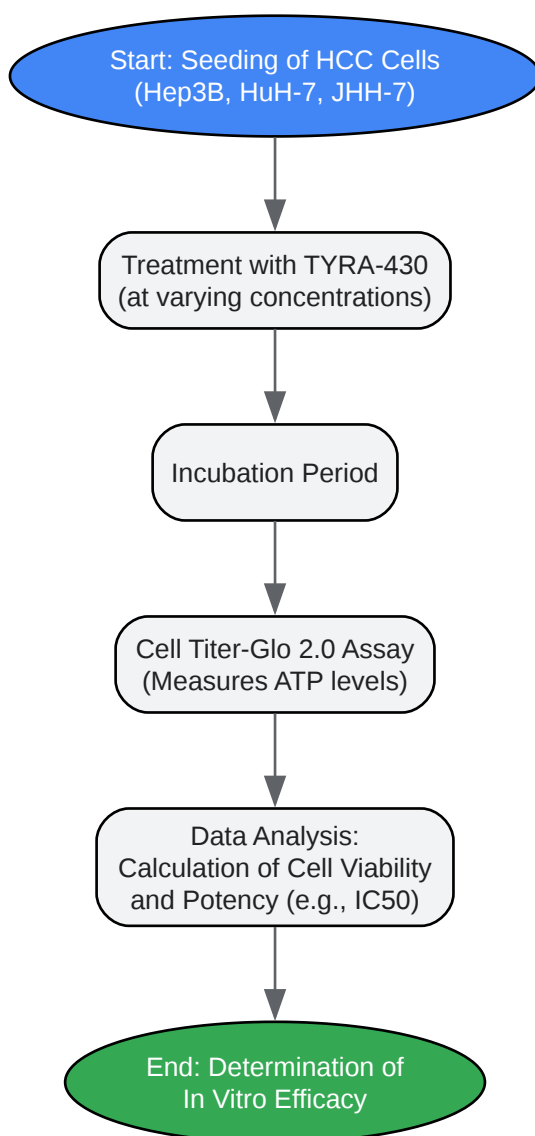 Start: Seeding of HCC Cells
(Hep3B, HuH-7, JHH-7)
Treatment with TYRA-430
(at varying concentrations)
Incubation Period
Cell Titer-Glo 2.0 Assay
(Measures ATP levels)
Data Analysis:
Calculation of Cell Viability
and Potency (e.g., IC50)
End: Determination of
In Vitro Efficacy